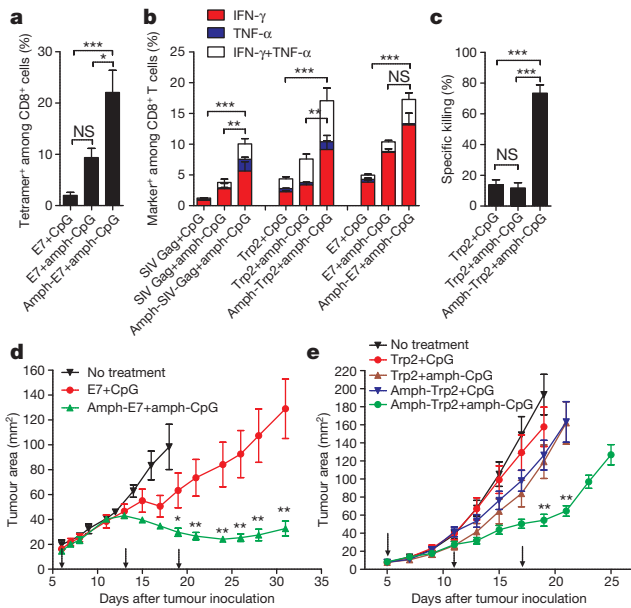 a
Tetramer+ among CD8+ cells (%)
30
20
10
0
***
*
NS
E7+CpG
E7+amph-CpG
Amph-E7+amph-CpG
b
Marker+ among CD8+ T cells (%)
25
20
15
10
5
0
IFN-γ
TNF-α
IFN-γ+TNF-α
***
**
***
**
***
NS
SIV Gag+CpG
SIV Gag+amph-CpG
Amph-SIV-Gag+amph-CpG
Trp2+CpG
Trp2+amph-CpG
Amph-Trp2+amph-CpG
E7+CpG
E7+amph-CpG
Amph-E7+amph-CpG
c
Specific killing (%)
100
80
60
40
20
0
***
***
NS
Trp2+CpG
Trp2+amph-CpG
Amph-Trp2+amph-CpG
d
No treatment
E7+CpG
Amph-E7+amph-CpG
Tumour area (mm²)
160
140
120
100
80
60
40
20
0
* ** ** ** ** **
5 10 15 20 25 30 35
Days after tumour inoculation
e
No treatment
Trp2+CpG
Trp2+amph-CpG
Amph-Trp2+CpG
Amph-Trp2+amph-CpG
Tumour area (mm²)
220
200
180
160
140
120
100
80
60
40
20
0
** **
5 10 15 20 25
Days after tumour inoculation